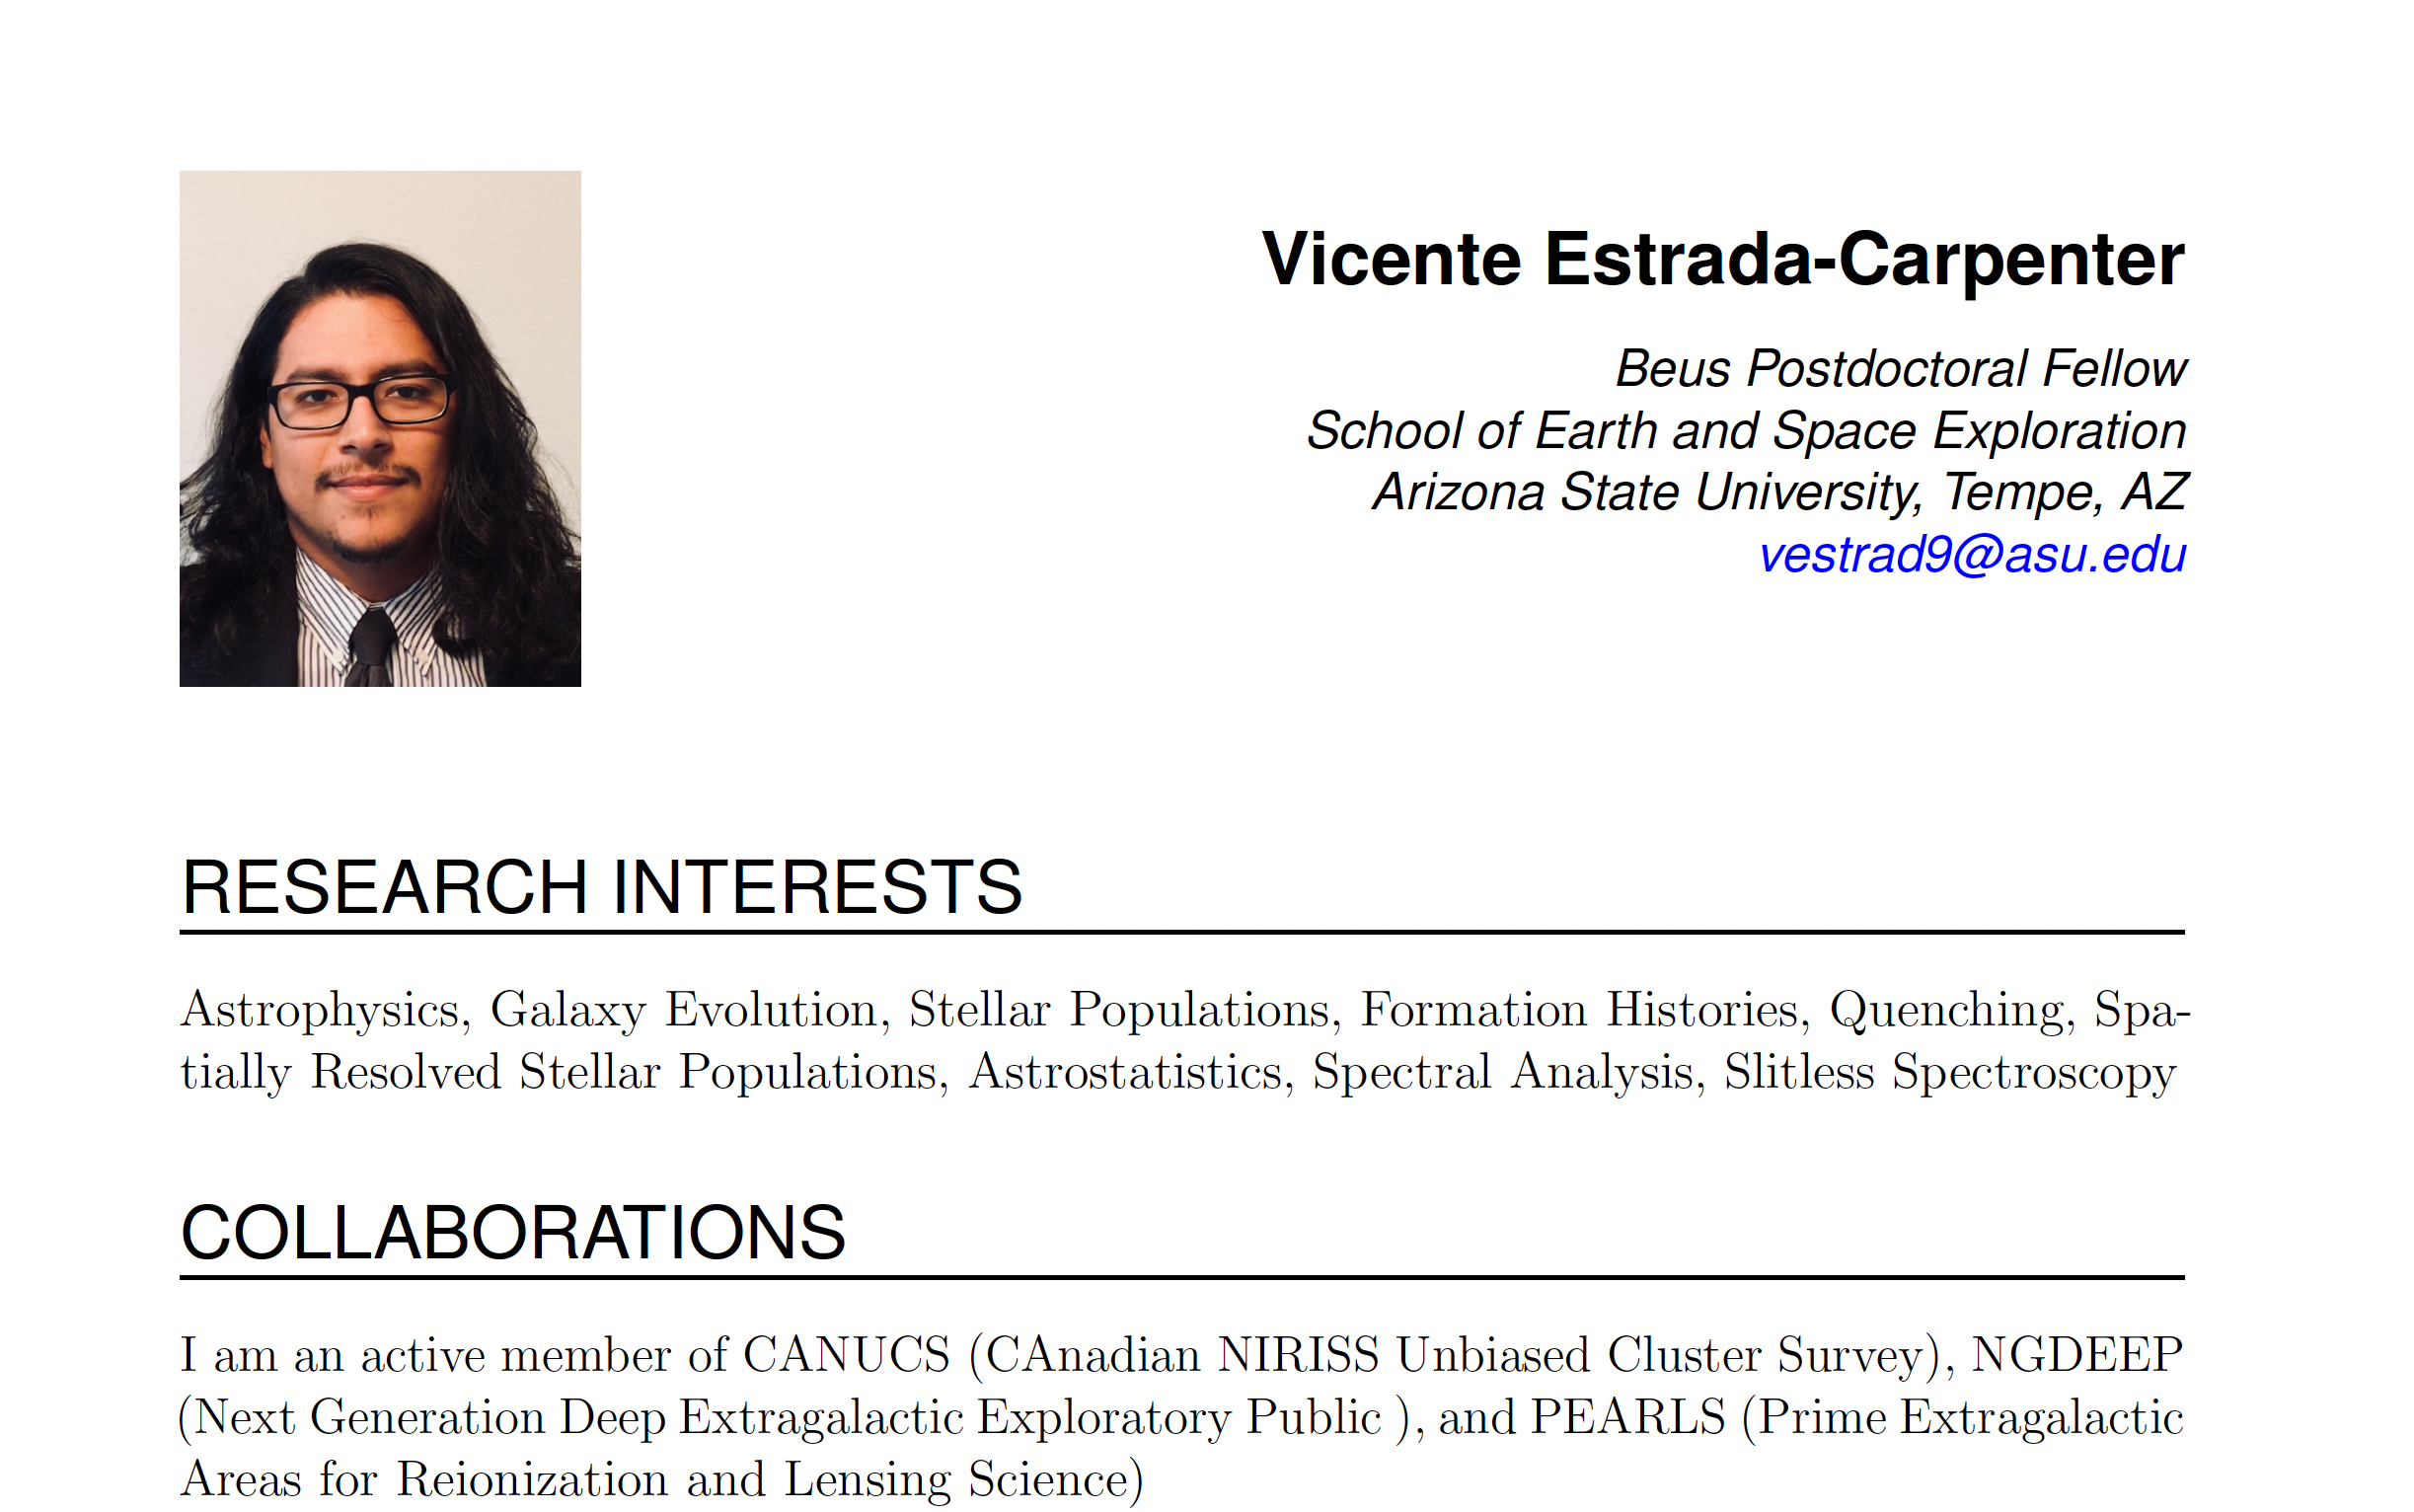 Vicente Estrada-Carpenter
Beus Postdoctoral Fellow
School of Earth and Space Exploration
Arizona State University, Tempe, AZ
vestrad9@asu.edu
RESEARCH INTERESTS
Astrophysics, Galaxy Evolution, Stellar Populations, Formation Histories, Quenching, Spa-
tially Resolved Stellar Populations, Astrostatistics, Spectral Analysis, Slitless Spectroscopy
COLLABORATIONS
I am an active member of CANUCS (CAnadian NIRISS Unbiased Cluster Survey), NGDEEP
(Next Generation Deep Extragalactic Exploratory Public ), and PEARLS (Prime Extragalactic
Areas for Reionization and Lensing Science)